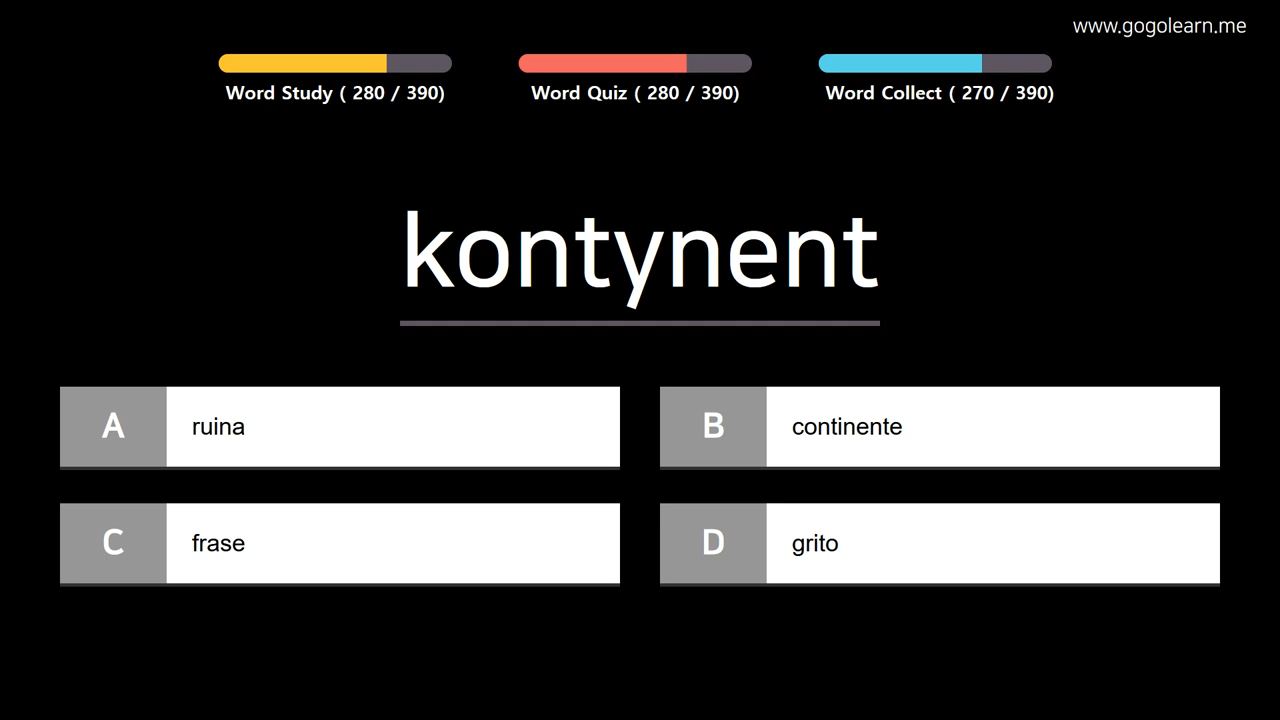 www.gogolearn.me
Word Study ( 280 / 390)
Word Quiz ( 280 / 390)
Word Collect ( 270 / 390)
kontynent
A ruina
B continente
C frase
D grito